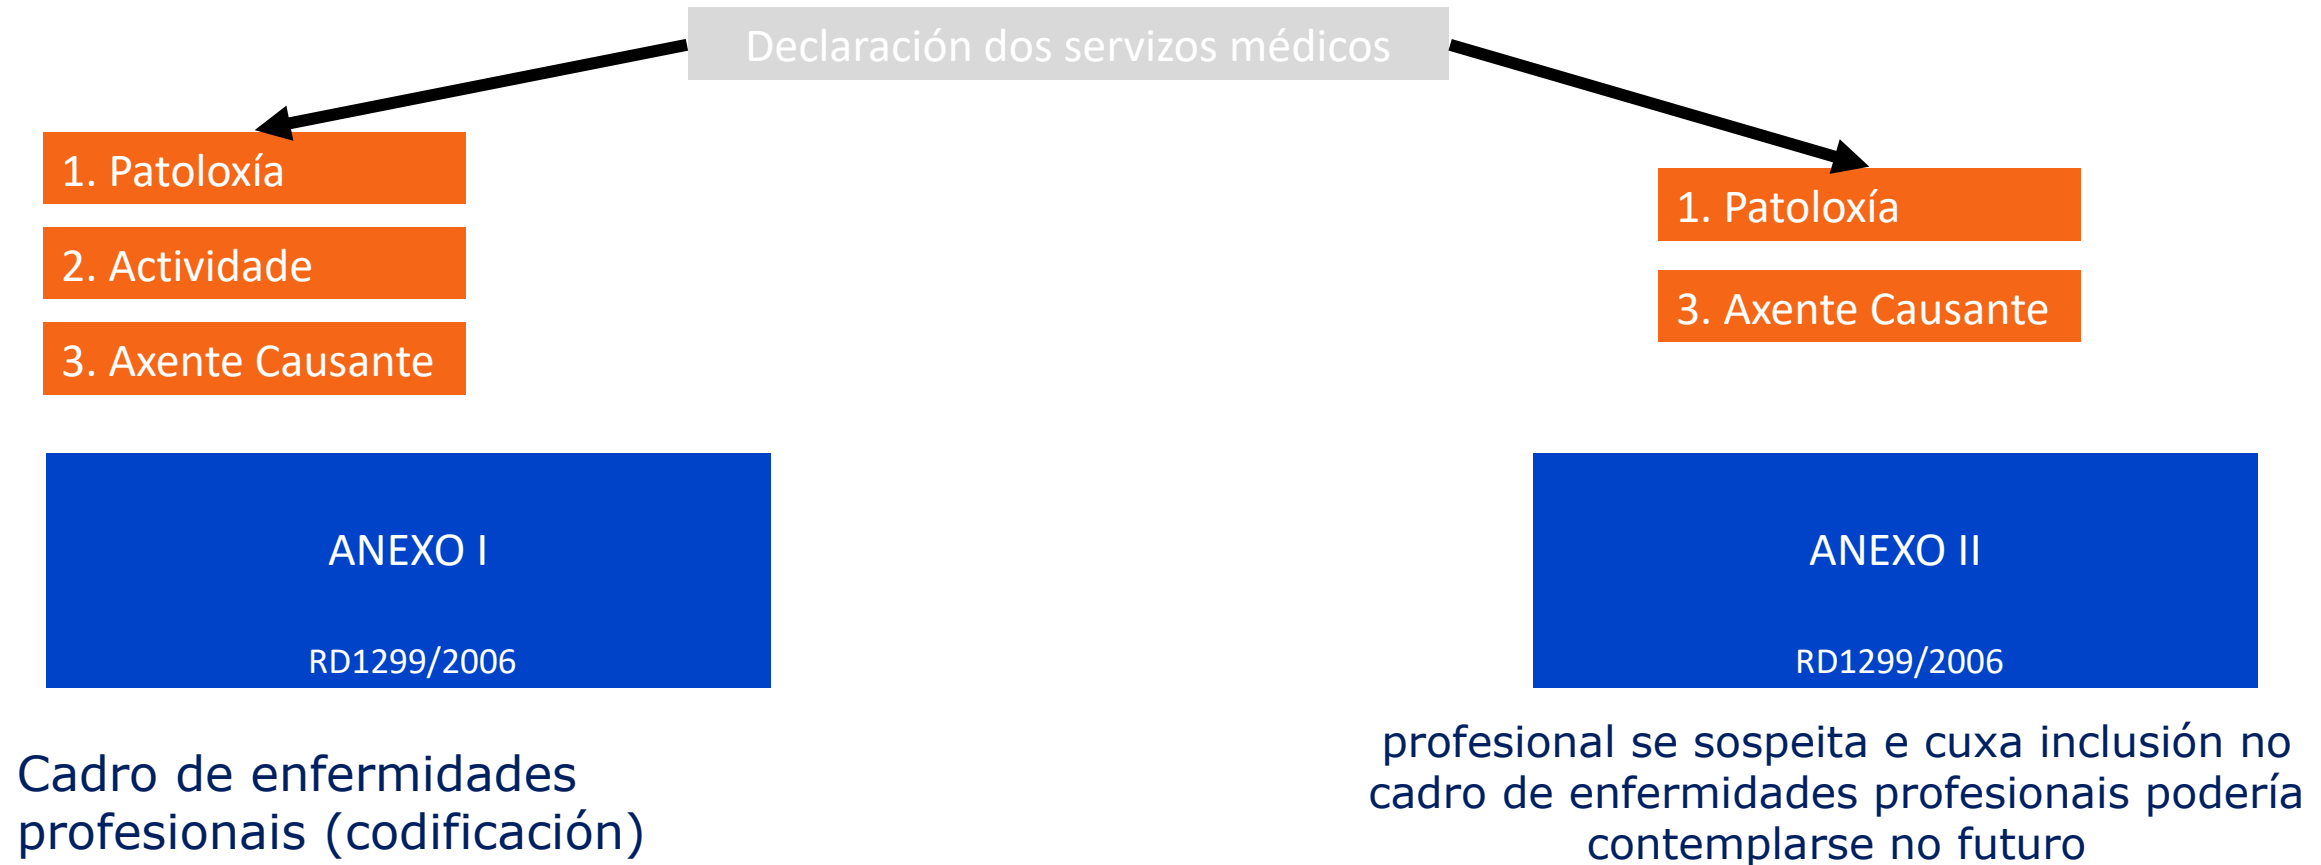 Declaración dos servizos médicos
1. Patoloxía
2. Actividade
3. Axente Causante
ANEXO I
RD1299/2006
Cadro de enfermidades
profesionais (codificación)
1. Patoloxía
3. Axente Causante
ANEXO II
RD1299/2006
profesional se sospeita e cuxa inclusión no
cadro de enfermidades profesionais podería
contemplarse no futuro